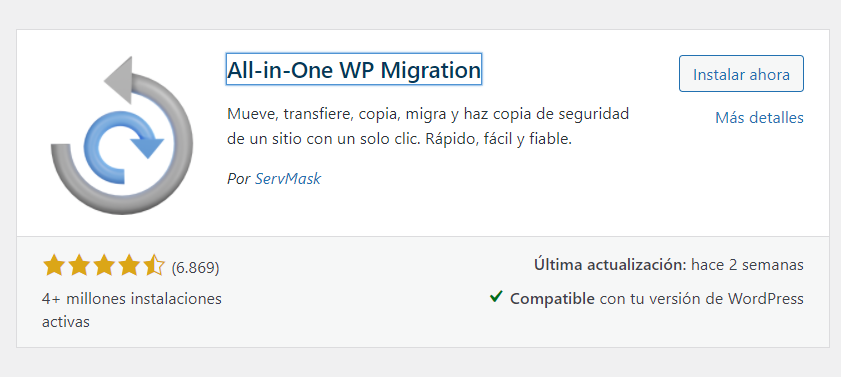 All-in-One WP Migration
Instalar ahora
Mueve, transfiere, copia, migra y haz copia de seguridad
de un sitio con un solo clic. Rápido, fácil y fiable.
Más detalles
Por ServMask
(6.869)
4+ millones instalaciones
activas
Última actualización: hace 2 semanas
Compatible con tu versión de WordPress